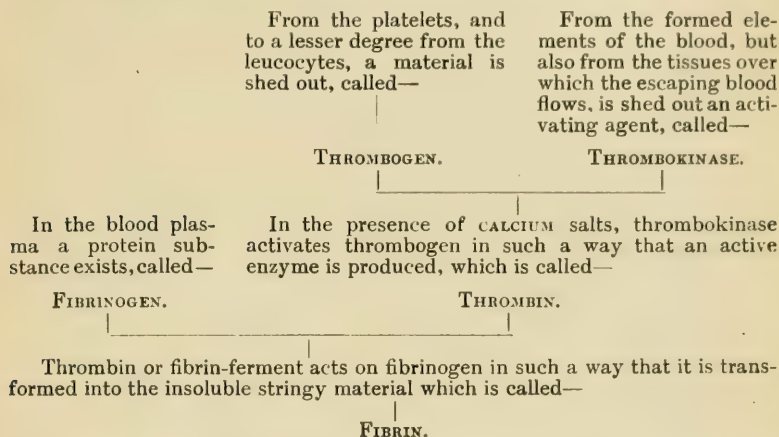 From the platelets, and
to a lesser degree from the
leucocytes, a material is
shed out, called—
THROMBOGEN.
From the formed ele-
ments of the blood, but
also from the tissues over
which the escaping blood
flows, is shed out an acti-
vating agent, called—
THROMBOKINASE.
In the blood plas-
ma a protein sub-
stance exists, called—
FIBRINOGEN.
In the presence of CALCIUM salts, thrombokinase
activates thrombogen in such a way that an active
enzyme is produced, which is called—
THROMBIN.
Thrombin or fibrin-ferment acts on fibrinogen in such a way that it is trans-
formed into the insoluble stringy material which is called—
FIBRIN.